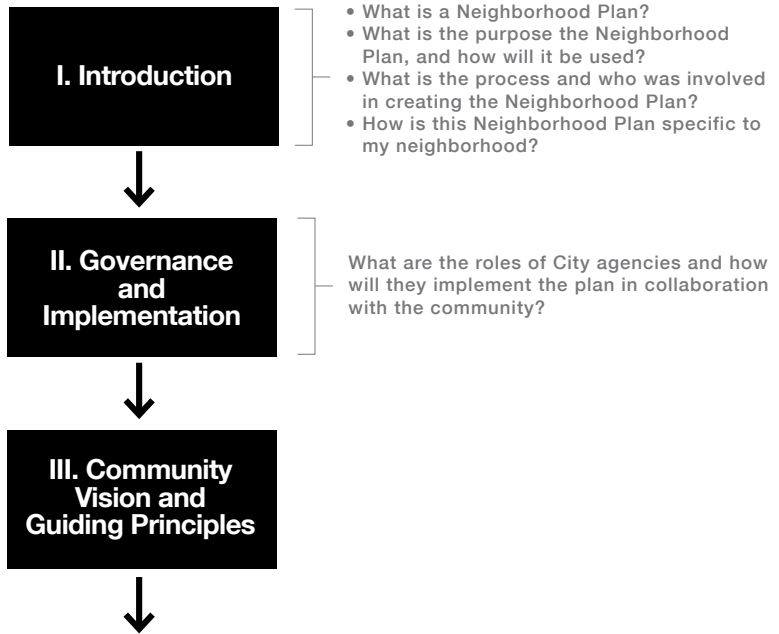 I. Introduction
• What is a Neighborhood Plan?
• What is the purpose the Neighborhood
Plan, and how will it be used?
• What is the process and who was involved
in creating the Neighborhood Plan?
• How is this Neighborhood Plan specific to
my neighborhood?
II. Governance
and
Implementation
What are the roles of City agencies and how
will they implement the plan in collaboration
with the community?
III. Community
Vision and
Guiding Principles